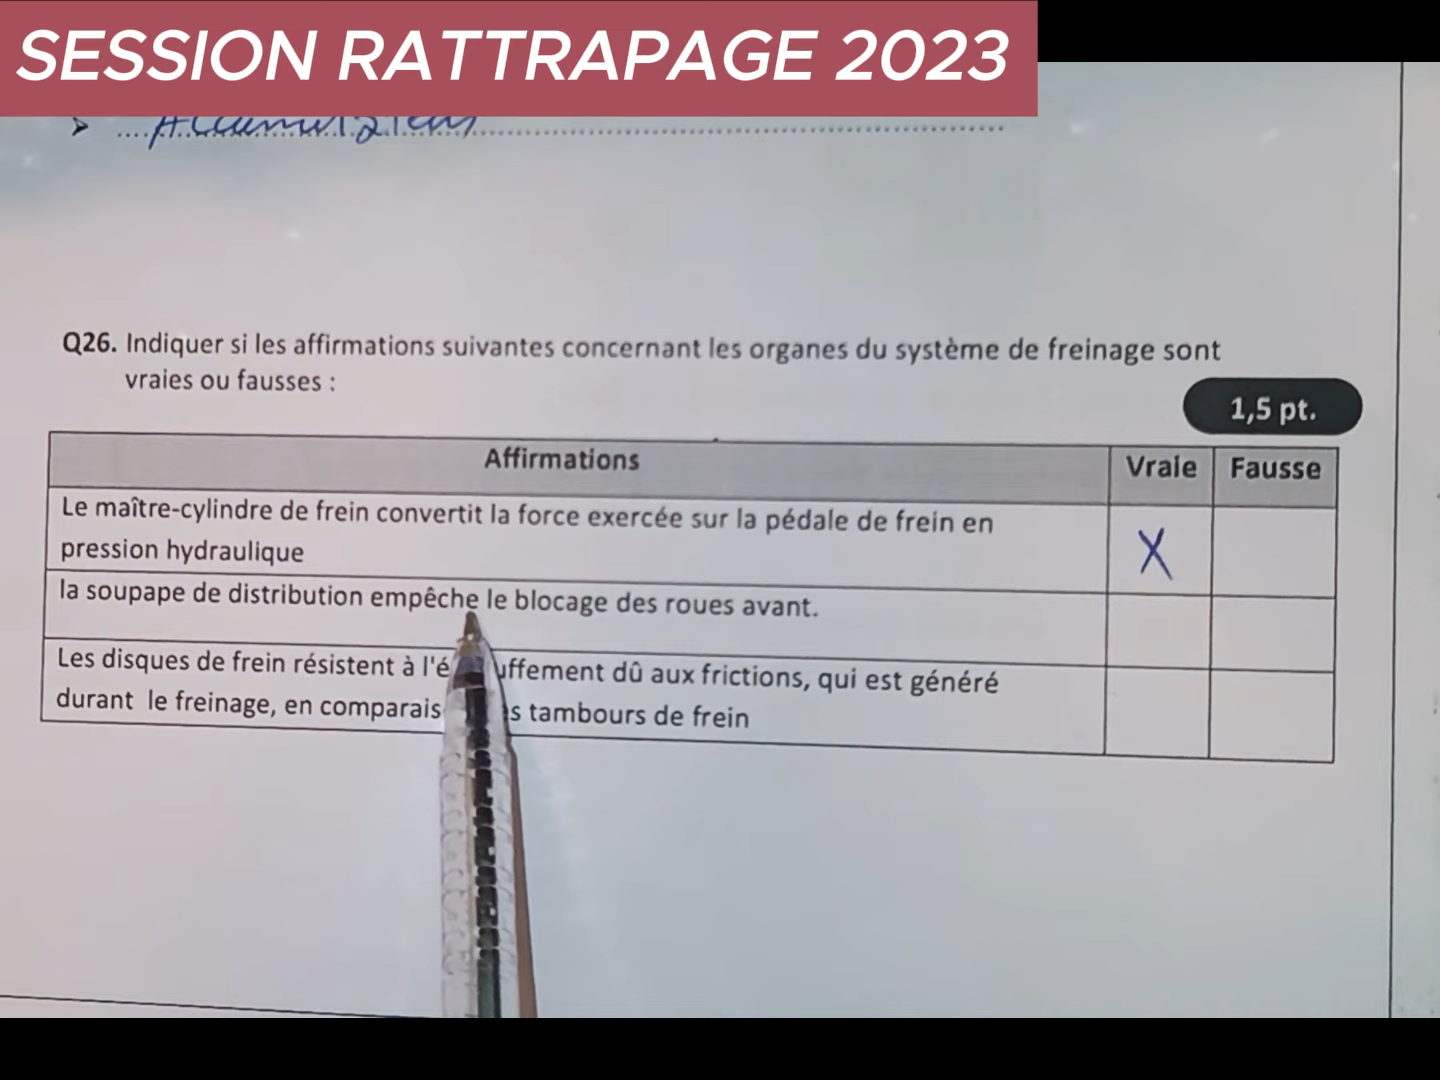 SESSION RATTRAPAGE 2023
Q26. Indiquer si les affirmations suivantes concernant les organes du système de freinage sont
vraies ou fausses :
1,5 pt.
Affirmations Vraie Fausse
Le maître-cylindre de frein convertit la force exercée sur la pédale de frein en
pression hydraulique
X
la soupape de distribution empêche le blocage des roues avant.
Les disques de frein résistent à l'é uffement dû aux frictions, qui est généré
durant le freinage, en comparais s tambours de frein